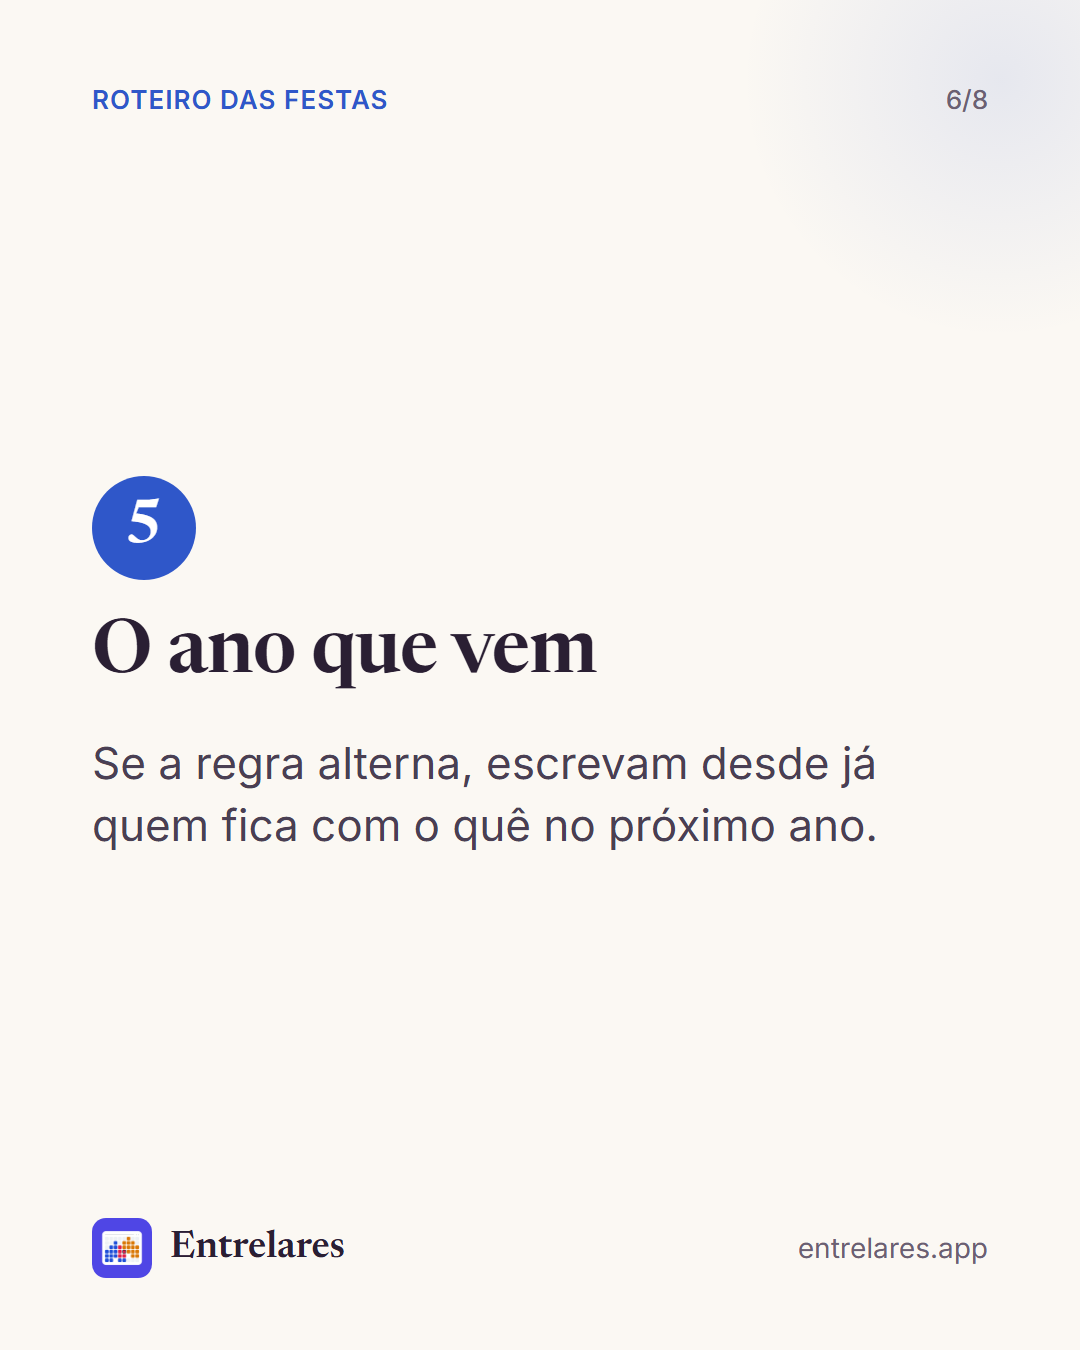 ROTEIRO DAS FESTAS
6/8
5
O ano que vem
Se a regra alterna, escrevam desde já
quem fica com o quê no próximo ano.
Entrelares
entrelares.app